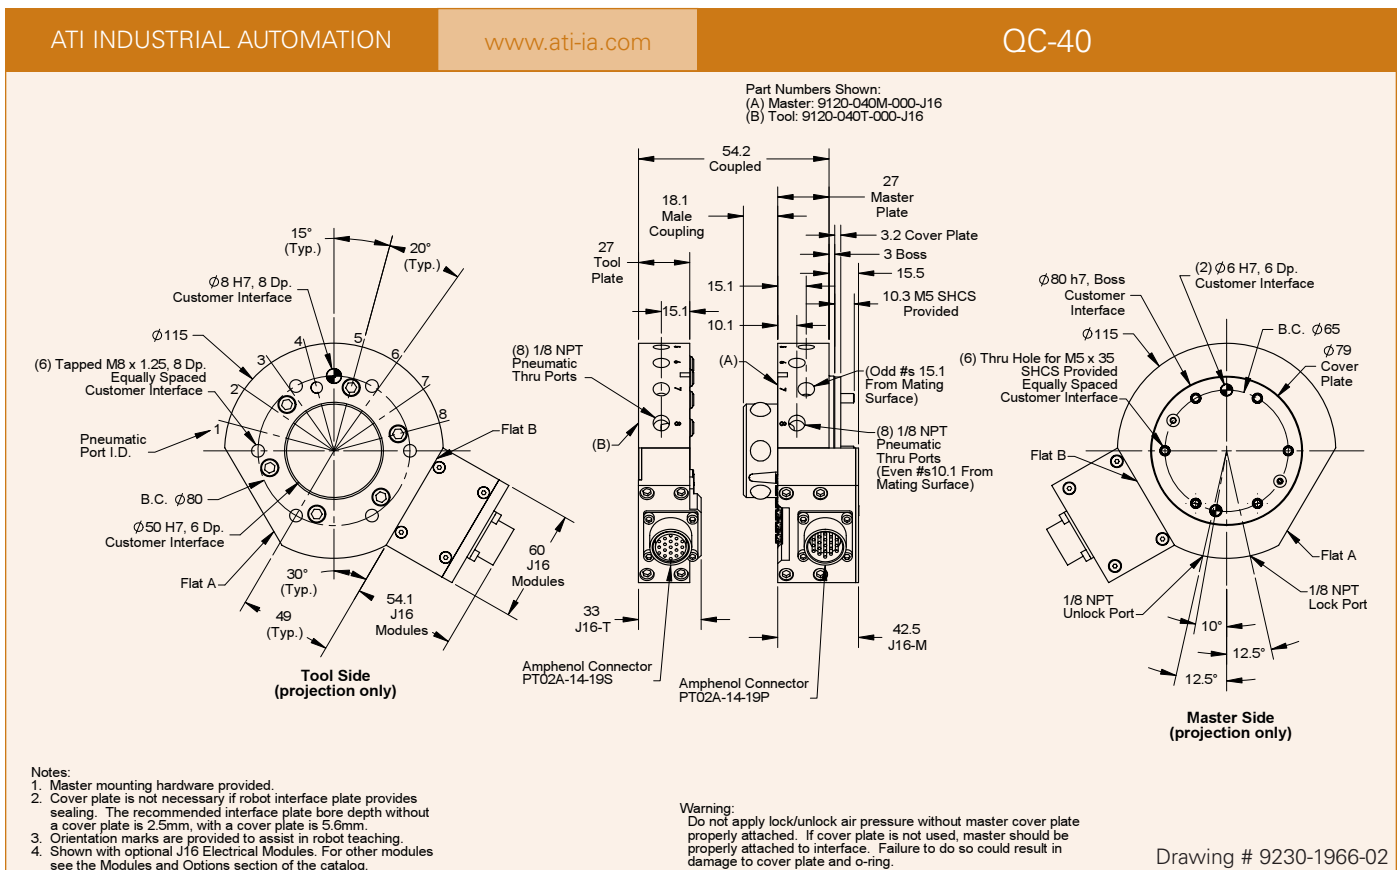 ATI INDUSTRIAL AUTOMATION
www.ati-ia.com
QC-40
Part Numbers Shown:
(A) Master: 9120-040M-000-J16
(B) Tool: 9120-040T-000-J16
15°
(Typ.)
20°
(Typ.)
Ø8 H7, 8 Dp.
Customer Interface
Ø115
(6) Tapped M8 x 1.25, 8 Dp.
Equally Spaced
Customer Interface
Pneumatic
Port I.D.
1
2
3
4
5
6
7
8
B.C. Ø80
Ø50 H7, 6 Dp.
Customer Interface
Flat A
Flat B
30°
(Typ.)
49
(Typ.)
54.1
J16
Modules
60
J16
Modules
Tool Side
(projection only)
54.2
Coupled
27
Master
Plate
18.1
Male
Coupling
3.2 Cover Plate
3 Boss
27
Tool
Plate
15.5
15.1
10.3 M5 SHCS
Provided
15.1
10.1
(8) 1/8 NPT
Pneumatic
Thru Ports
(A)
(Odd #s 15.1
From Mating
Surface)
(B)
(8) 1/8 NPT
Pneumatic
Thru Ports
(Even #s10.1 From
Mating Surface)
33
J16-T
42.5
J16-M
Amphenol Connector
PT02A-14-19S
Amphenol Connector
PT02A-14-19P
(2) Ø6 H7, 6 Dp.
Customer Interface
Ø80 h7, Boss
Customer
Interface
Ø115
B.C. Ø65
Ø79
Cover
Plate
(6) Thru Hole for M5 x 35
SHCS Provided
Equally Spaced
Customer Interface
Flat B
Flat A
1/8 NPT
Unlock Port
1/8 NPT
Lock Port
10°
12.5°
12.5°
Master Side
(projection only)
Notes:
1. Master mounting hardware provided.
2. Cover plate is not necessary if robot interface plate provides
sealing. The recommended interface plate bore depth without
a cover plate is 2.5mm, with a cover plate is 5.6mm.
3. Orientation marks are provided to assist in robot teaching.
4. Shown with optional J16 Electrical Modules. For other modules
see the Modules and Options section of the catalog.
Warning:
Do not apply lock/unlock air pressure without master cover plate
properly attached. If cover plate is not used, master should be
properly attached to interface. Failure to do so could result in
damage to cover plate and o-ring.
Drawing # 9230-1966-02